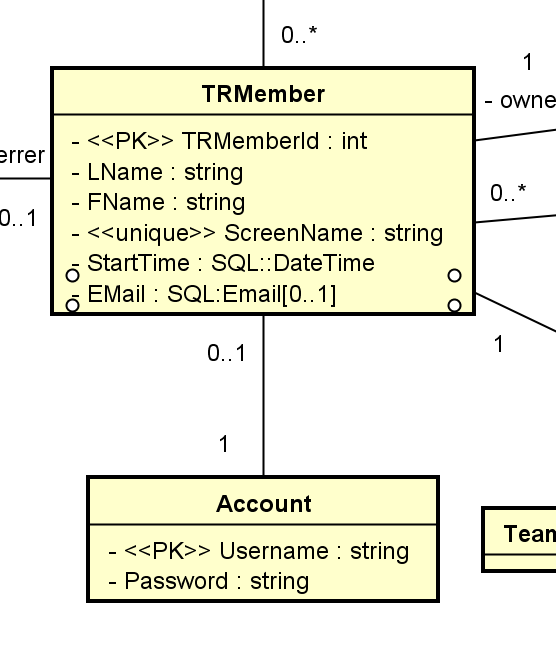 0..*
1
- owne
TRMember
- <<PK>> TRMemberId : int
- LName : string
- FName : string
- <<unique>> ScreenName : string
- StartTime : SQL::DateTime
- EMail : SQL:Email[0..1]
errer
0..1
0..*
1
0..1
1
Account
- <<PK>> Username : string
- Password : string
Tean